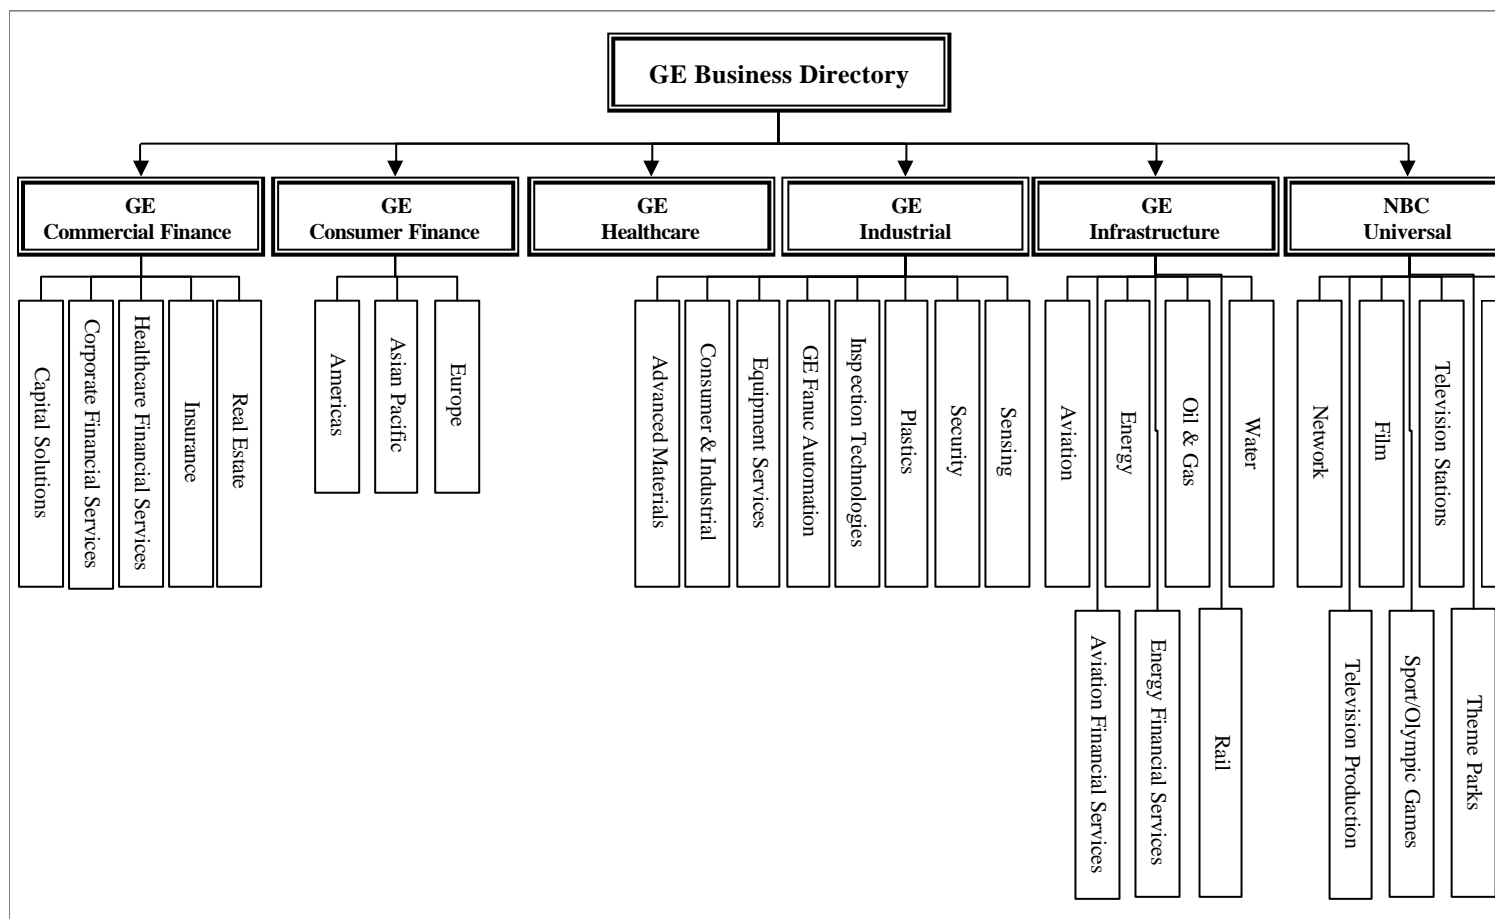 GE Business Directory
GE
Commercial Finance
GE
Consumer Finance
GE
Healthcare
GE
Industrial
GE
Infrastructure
NBC
Universal
Capital Solutions
Corporate Financial Services
Healthcare Financial Services
Insurance
Real Estate
Americas
Asian Pacific
Europe
Advanced Materials
Consumer & Industrial
Equipment Services
GE Fanuc Automation
Inspection Technologies
Plastics
Security
Sensing
Aviation
Energy
Oil & Gas
Water
Aviation Financial Services
Energy Financial Services
Rail
Network
Film
Television Stations
Television Production
Sport/Olympic Games
Theme Parks